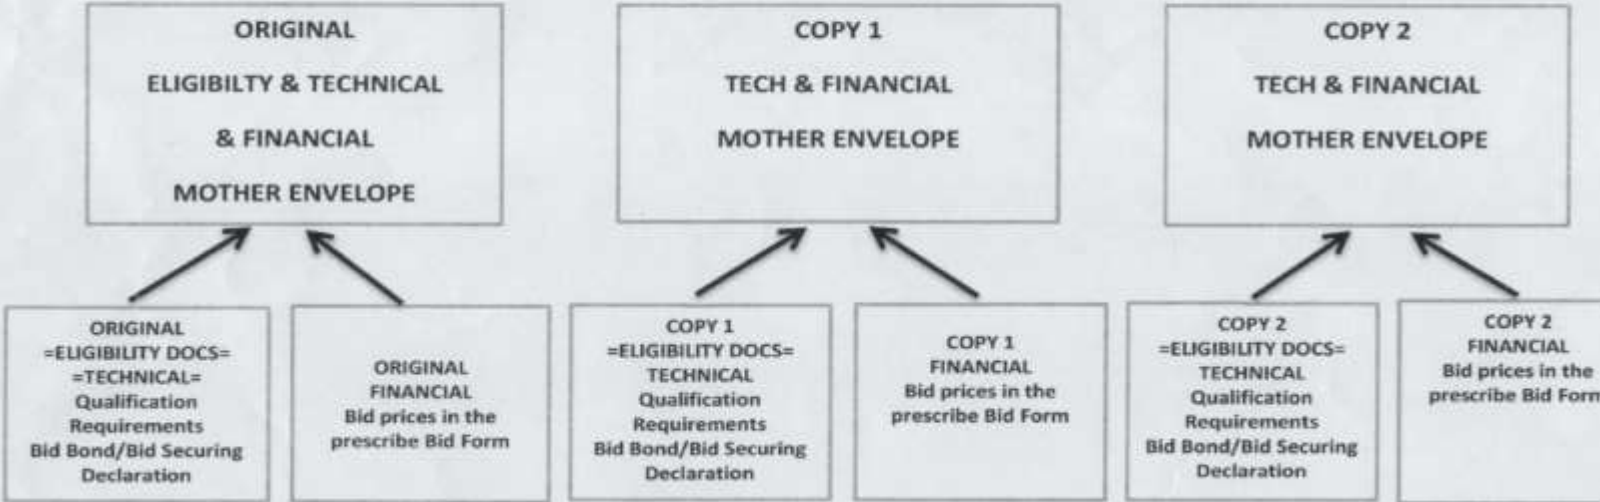 ORIGINAL
ELIGIBILTY & TECHNICAL
& FINANCIAL
MOTHER ENVELOPE
COPY 1
TECH & FINANCIAL
MOTHER ENVELOPE
COPY 2
TECH & FINANCIAL
MOTHER ENVELOPE
ORIGINAL
=ELIGIBILITY DOCS=
=TECHNICAL=
Qualification
Requirements
Bid Bond/Bid Securing
Declaration
ORIGINAL
FINANCIAL
Bid prices in the
prescribe Bid Form
COPY 1
=ELIGIBILITY DOCS=
TECHNICAL
Qualification
Requirements
Bid Bond/Bid Securing
Declaration
COPY 1
FINANCIAL
Bid prices in the
prescribe Bid Form
COPY 2
=ELIGIBILITY DOCS=
TECHNICAL
Qualification
Requirements
Bid Bond/Bid Securing
Declaration
COPY 2
FINANCIAL
Bid prices in the
prescribe Bid Form